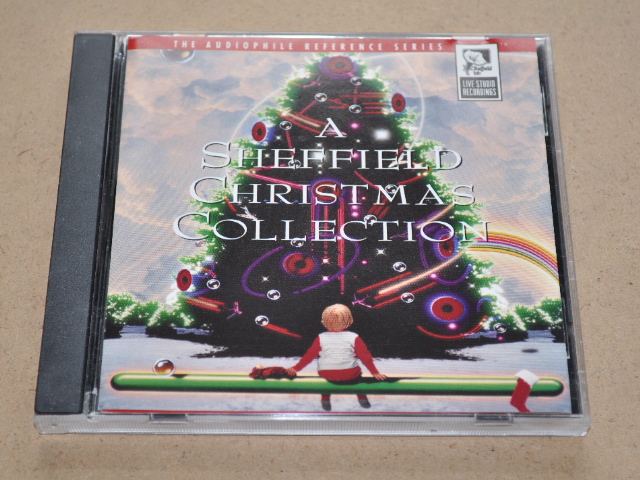 THE AUDIOPHILE REFERENCE SERIES
LIVE STUDIO
RECORDINGS
A
SHEFFIELD
CHRISTMAS
COLLECTION